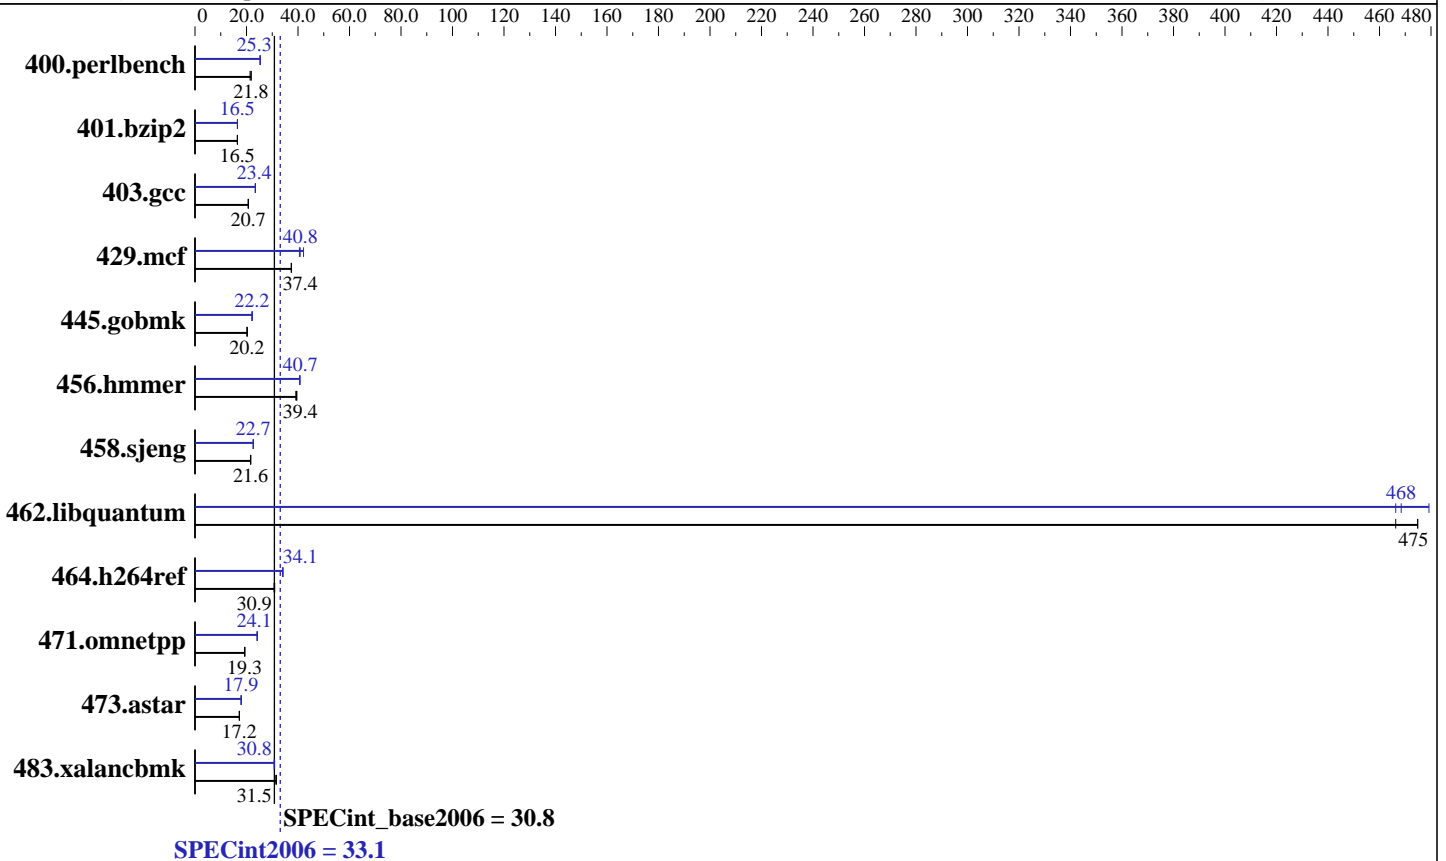 0 20.0 40.0 60.0 80.0 100 120 140 160 180 200 220 240 260 280 300 320 340 360 380 400 420 440 460 480
25.3
400.perlbench
21.8
16.5
401.bzip2
16.5
23.4
403.gcc
20.7
40.8
429.mcf
37.4
22.2
445.gobmk
20.2
40.7
456.hmmer
39.4
22.7
458.sjeng
21.6
468
462.libquantum
475
34.1
464.h264ref
30.9
24.1
471.omnetpp
19.3
17.9
473.astar
17.2
30.8
483.xalancbmk
31.5
SPECint_base2006 = 30.8
SPECint2006 = 33.1